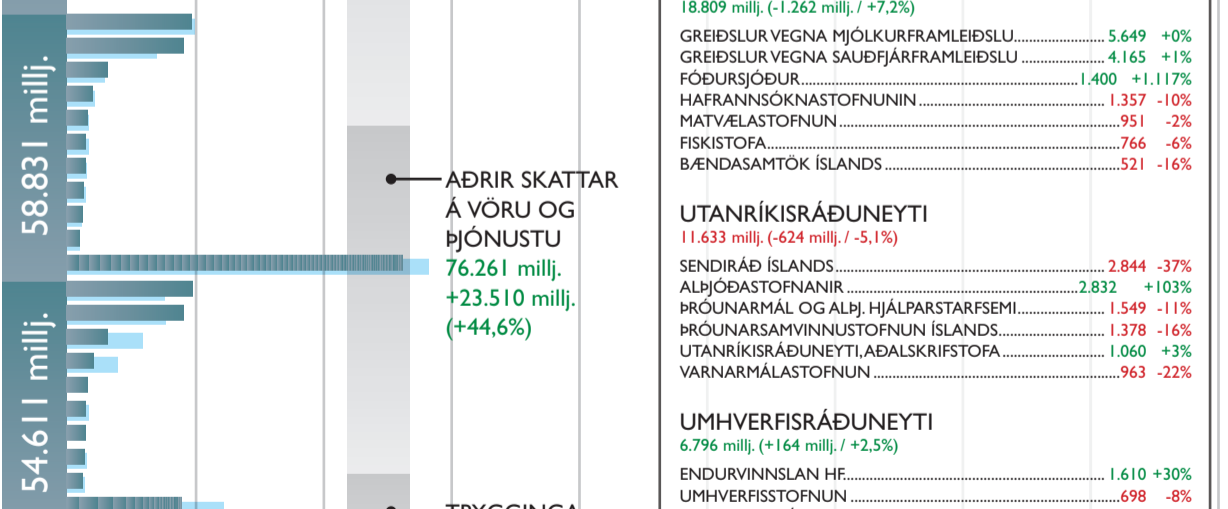 58.831 millj.
54.611 millj.
AÐRIR SKATTAR
Á VÖRU OG
ÞJÓNUSTU
76.261 millj.
+23.510 millj.
(+44,6%)
TRYGGINGA
18.809 millj. (-1.262 millj. / +7,2%)
GREIÐSLUR VEGNA MJÓLKURFRAMLEIÐSLU 5.649 +0%
GREIÐSLUR VEGNA SAUÐFJÁRFRAMLEIÐSLU 4.165 +1%
FÓÐURSJÓÐUR 1.400 +1.117%
HAFRANNSÓKNASTOFNUNIN 1.357 -10%
MATVÆLASTOFNUN 951 -2%
FISKISTOFA 766 -6%
BÆNDASAMTÖK ÍSLANDS 521 -16%
UTANRÍKISRÁÐUNEYTI
11.633 millj. (-624 millj. / -5,1%)
SENDIRÁÐ ÍSLANDS 2.844 -37%
ALÞJÓÐASTOFNANIR 2.832 +103%
ÞRÓUNARMÁL OG ALÞJ. HJÁLPARSTARFSEMI 1.549 -11%
ÞRÓUNARSAMVINNUSTOFNUN ÍSLANDS 1.378 -16%
UTANRÍKISRÁÐUNEYTI, AÐALSKRIFSTOFA 1.060 +3%
VARNARMÁLASTOFNUN 963 -22%
UMHVERFISRÁÐUNEYTI
6.796 millj. (+164 millj. / +2,5%)
ENDURVINNSLAN HF. 1.610 +30%
UMHVERFISSTOFNUN 698 -8%